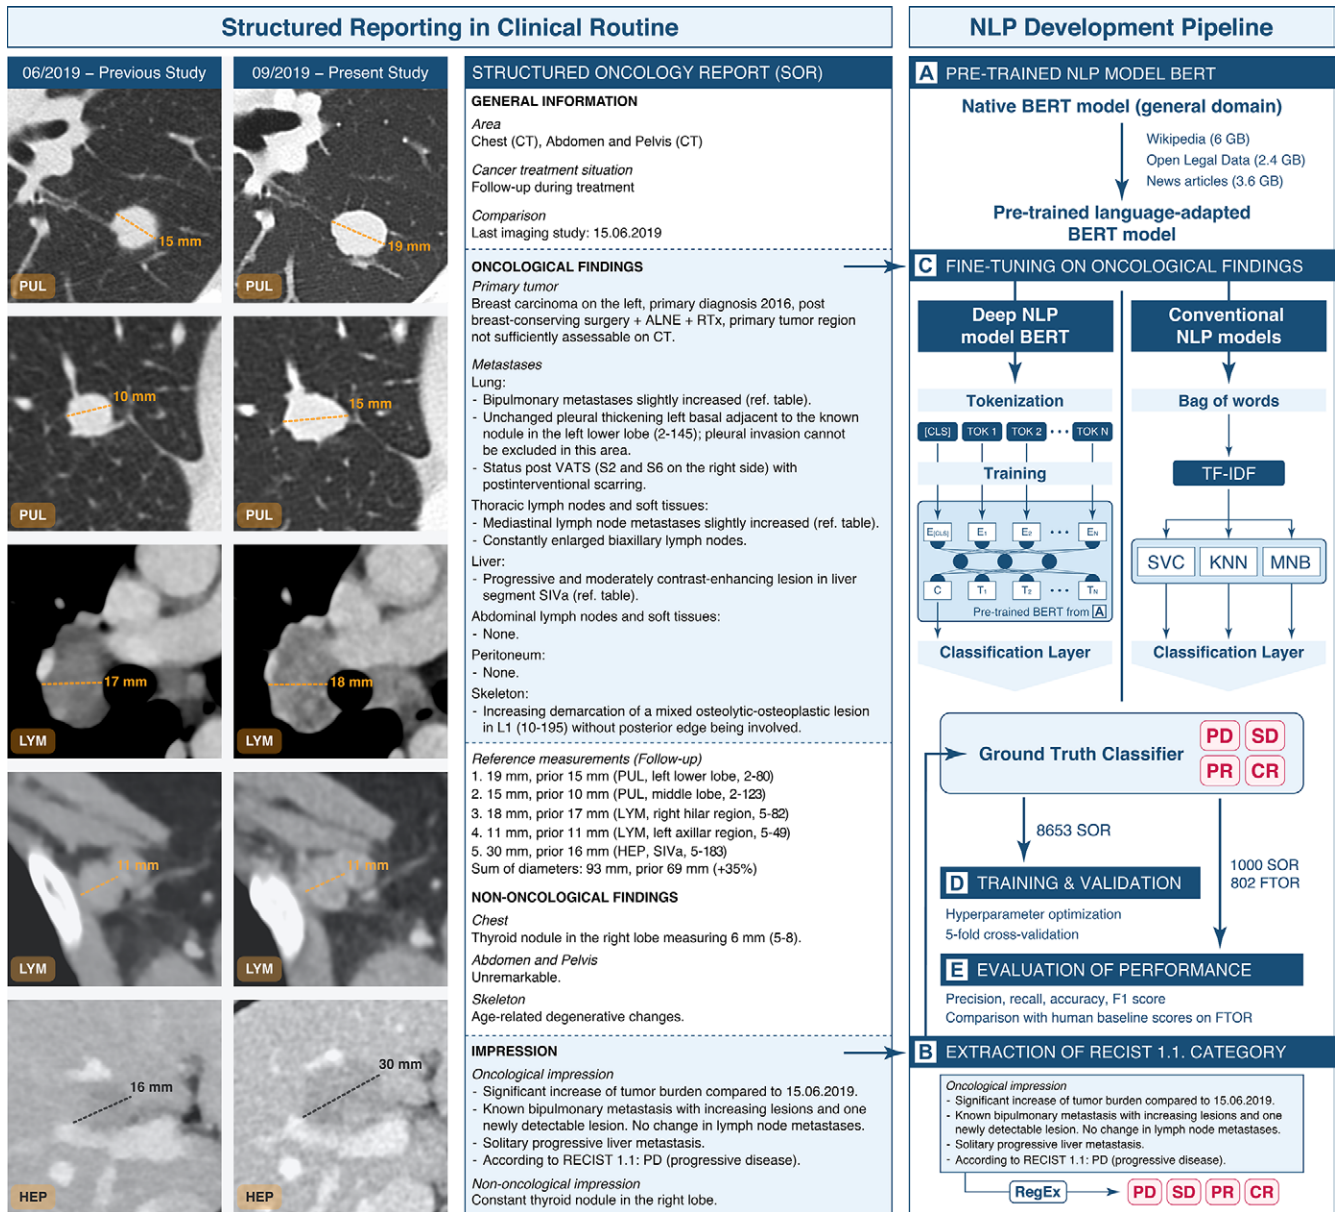 Structured Reporting in Clinical Routine
06/2019 – Previous Study
09/2019 – Present Study
15 mm
PUL
19 mm
PUL
10 mm
PUL
15 mm
PUL
17 mm
LYM
18 mm
LYM
11 mm
LYM
11 mm
LYM
16 mm
HEP
30 mm
HEP
STRUCTURED ONCOLOGY REPORT (SOR)
GENERAL INFORMATION
Area
Chest (CT), Abdomen and Pelvis (CT)
Cancer treatment situation
Follow-up during treatment
Comparison
Last imaging study: 15.06.2019
ONCOLOGICAL FINDINGS
Primary tumor
Breast carcinoma on the left, primary diagnosis 2016, post
breast-conserving surgery + ALNE + RTx, primary tumor region
not sufficiently assessable on CT.
Metastases
Lung:
- Bipulmonary metastases slightly increased (ref. table).
- Unchanged pleural thickening left basal adjacent to the known
nodule in the left lower lobe (2-145); pleural invasion cannot
be excluded in this area.
- Status post VATS (S2 and S6 on the right side) with
postinterventional scarring.
Thoracic lymph nodes and soft tissues:
- Mediastinal lymph node metastases slightly increased (ref. table).
- Constantly enlarged biaxillary lymph nodes.
Liver:
- Progressive and moderately contrast-enhancing lesion in liver
segment SIVa (ref. table).
Abdominal lymph nodes and soft tissues:
- None.
Peritoneum:
- None.
Skeleton:
- Increasing demarcation of a mixed osteolytic-osteoplastic lesion
in L1 (10-195) without posterior edge being involved.
Reference measurements (Follow-up)
1. 19 mm, prior 15 mm (PUL, left lower lobe, 2-80)
2. 15 mm, prior 10 mm (PUL, middle lobe, 2-123)
3. 18 mm, prior 17 mm (LYM, right hilar region, 5-82)
4. 11 mm, prior 11 mm (LYM, left axillar region, 5-49)
5. 30 mm, prior 16 mm (HEP, SIVa, 5-183)
Sum of diameters: 93 mm, prior 69 mm (+35%)
NON-ONCOLOGICAL FINDINGS
Chest
Thyroid nodule in the right lobe measuring 6 mm (5-8).
Abdomen and Pelvis
Unremarkable.
Skeleton
Age-related degenerative changes.
IMPRESSION
Oncological impression
- Significant increase of tumor burden compared to 15.06.2019.
- Known bipulmonary metastasis with increasing lesions and one
newly detectable lesion. No change in lymph node metastases.
- Solitary progressive liver metastasis.
- According to RECIST 1.1: PD (progressive disease).
Non-oncological impression
Constant thyroid nodule in the right lobe.
NLP Development Pipeline
A PRE-TRAINED NLP MODEL BERT
Native BERT model (general domain)
Wikipedia (6 GB)
Open Legal Data (2.4 GB)
News articles (3.6 GB)
Pre-trained language-adapted
BERT model
C FINE-TUNING ON ONCOLOGICAL FINDINGS
Deep NLP
model BERT
Tokenization
[CLS] TOK 1 TOK 2 ••• TOK N
Training
E[CLS] E1 E2 ••• EN
C T1 T2 ••• TN
Pre-trained BERT from A
Classification Layer
Conventional
NLP models
Bag of words
TF-IDF
SVC KNN MNB
Classification Layer
Ground Truth Classifier
PD SD
PR CR
8653 SOR
1000 SOR
802 FTOR
D TRAINING & VALIDATION
Hyperparameter optimization
5-fold cross-validation
E EVALUATION OF PERFORMANCE
Precision, recall, accuracy, F1 score
Comparison with human baseline scores on FTOR
B EXTRACTION OF RECIST 1.1. CATEGORY
Oncological impression
- Significant increase of tumor burden compared to 15.06.2019.
- Known bipulmonary metastasis with increasing lesions and one
newly detectable lesion. No change in lymph node metastases.
- Solitary progressive liver metastasis.
- According to RECIST 1.1: PD (progressive disease).
RegEx
PD SD PR CR